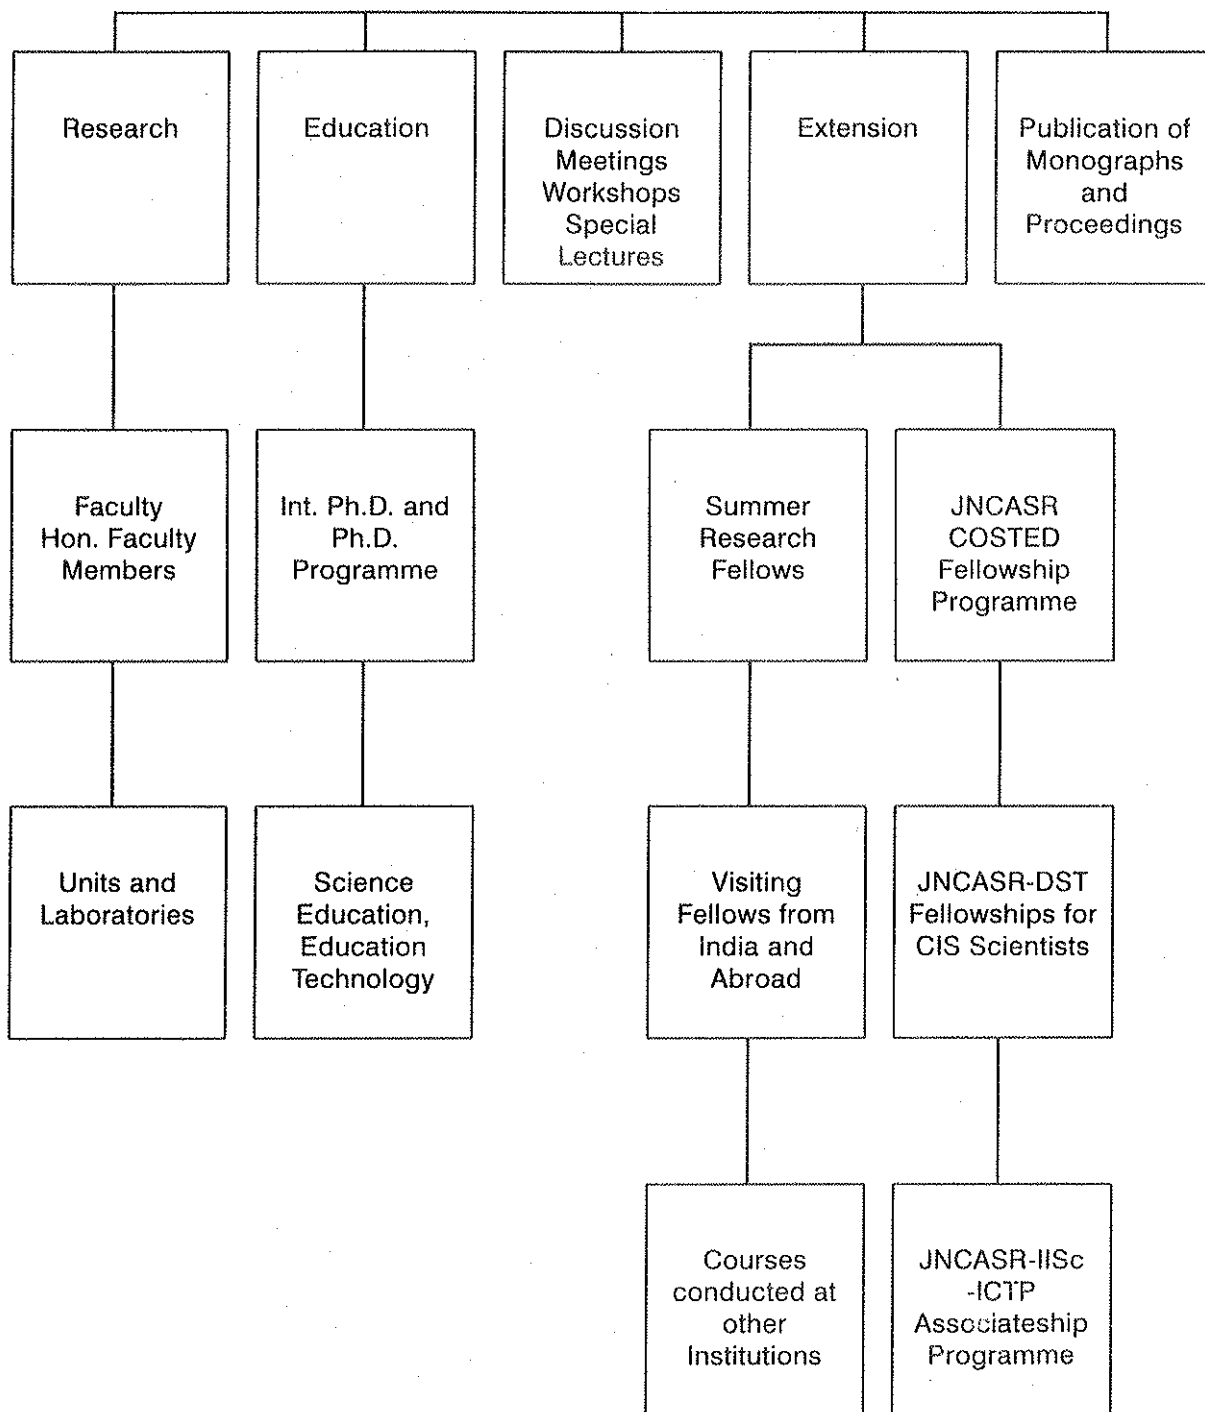 Research
Education
Discussion
Meetings
Workshops
Special
Lectures
Extension
Publication of
Monographs
and
Proceedings
Faculty
Hon. Faculty
Members
Int. Ph.D. and
Ph.D.
Programme
Summer
Research
Fellows
JNCASR
COSTED
Fellowship
Programme
Units and
Laboratories
Science
Education,
Education
Technology
Visiting
Fellows from
India and
Abroad
JNCASR-DST
Fellowships for
CIS Scientists
Courses
conducted at
other
Institutions
JNCASR-IISc
-ICTP
Associateship
Programme